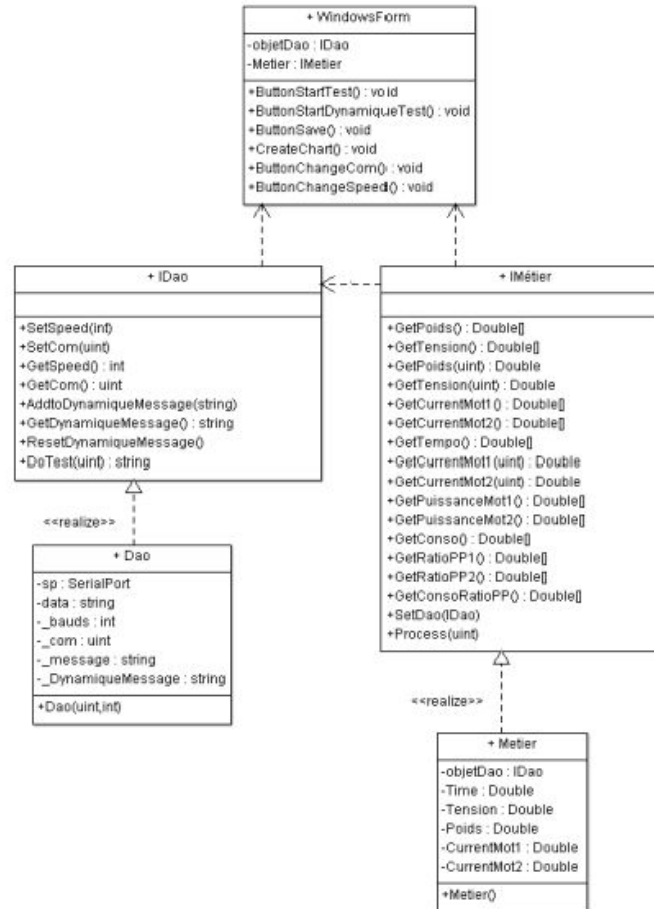 + WindowsForm
-objetDao : IDao
-Metier : IMetier
+ButtonStartTest() : void
+ButtonStartDynamiqueTest() : void
+ButtonSave() : void
+CreateChart() : void
+ButtonChangeCom() : void
+ButtonChangeSpeed() : void
+ IDao
+SetSpeed(int)
+SetCom(uint)
+GetSpeed() : int
+GetCom() : uint
+AddtoDynamiqueMessage(string)
+GetDynamiqueMessage() : string
+ResetDynamiqueMessage()
+DoTest(uint) : string
+ IMétier
+GetPoids() : Double[]
+GetTension() : Double[]
+GetPoids(uint) : Double
+GetTension(uint) : Double
+GetCurrentMot1() : Double[]
+GetCurrentMot2() : Double[]
+GetTempo() : Double[]
+GetCurrentMot1(uint) : Double
+GetCurrentMot2(uint) : Double
+GetPuissanceMot1() : Double[]
+GetPuissanceMot2() : Double[]
+GetConso() : Double[]
+GetRatioPP1() : Double[]
+GetRatioPP2() : Double[]
+GetConsoRatioPP() : Double[]
+SetDao(IDao)
+Process(uint)
<<realize>>
+ Dao
-sp : SerialPort
-data : string
-_bauds : int
-_com : uint
-_message : string
-_DynamiqueMessage : string
+Dao(uint,int)
<<realize>>
+ Metier
-objetDao : IDao
-Time : Double
-Tension : Double
-Poids : Double
-CurrentMot1 : Double
-CurrentMot2 : Double
+Metier()